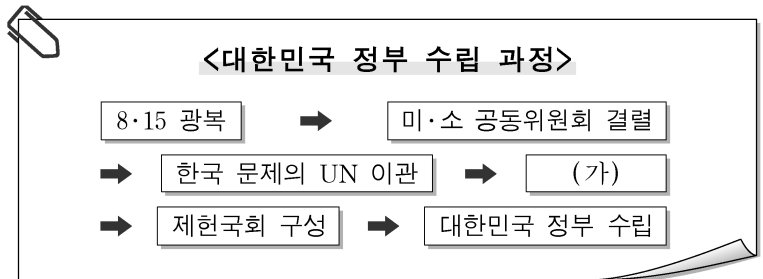 <대한민국 정부 수립 과정>
8·15 광복 ➡ 미·소 공동위원회 결렬
➡ 한국 문제의 UN 이관 ➡ (가)
➡ 제헌국회 구성 ➡ 대한민국 정부 수립